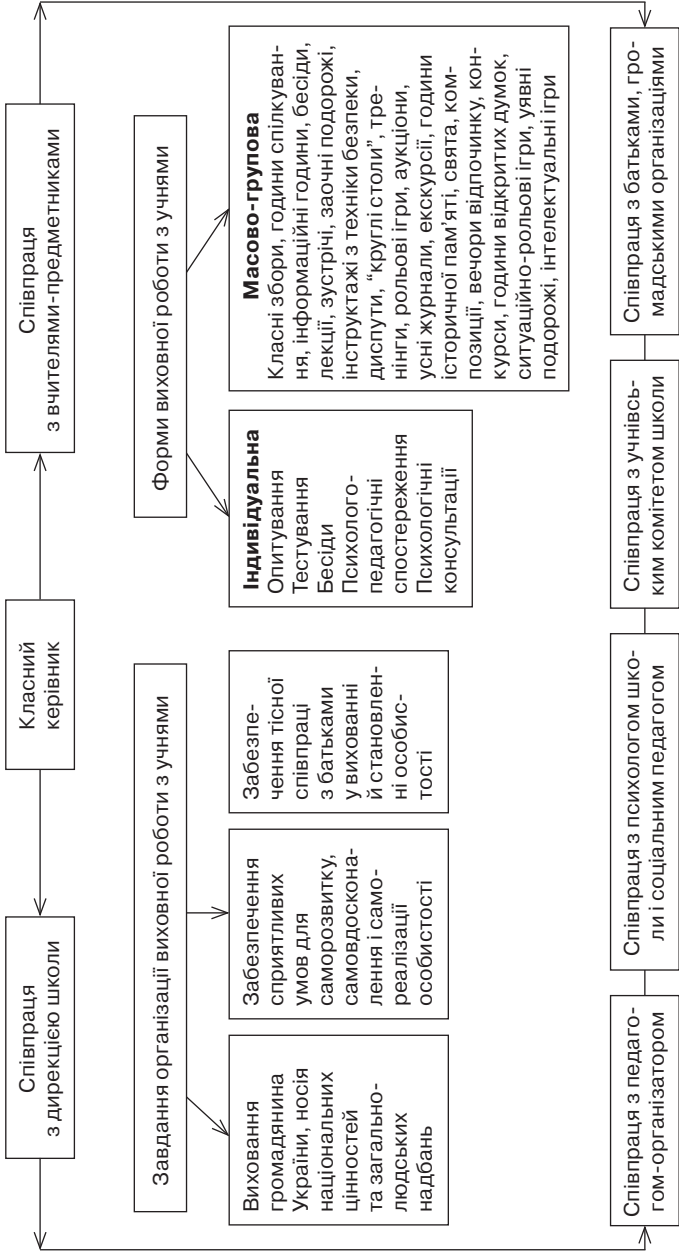 Співпраця
з дирекцією школи
Класний
керівник
Співпраця
з вчителями-предметниками
Завдання організації виховної роботи з учнями
Виховання
громадянина
України, носія
національних
цінностей
та загально-
людських
надбань
Забезпечення
сприятливих
умов для
саморозвитку,
самовдоскона-
лення і само-
реалізації
особистості
Забезпе-
чення тісної
співпраці
з батьками
у вихованні
й становлен-
ні особис-
тості
Форми виховної роботи з учнями
Індивідуальна
Опитування
Тестування
Бесіди
Психолого-
педагогічні
спостереження
Психологічні
консультації
Масово-групова
Класні збори, години спілкуван-
ня, інформаційні години, бесіди,
лекції, зустрічі, заочні подорожі,
інструктажі з техніки безпеки,
диспути, “круглі столи”, тре-
нінги, рольові ігри, аукціони,
усні журнали, екскурсії, години
історичної пам’яті, свята, ком-
позиції, вечори відпочинку, кон-
курси, години відкритих думок,
ситуаційно-рольові ігри, уявні
подорожі, інтелектуальні ігри
Співпраця з педаго-
гом-організатором
Співпраця з психологом шко-
ли і соціальним педагогом
Співпраця з учнівсь-
ким комітетом школи
Співпраця з батьками, гро-
мадськими організаціями